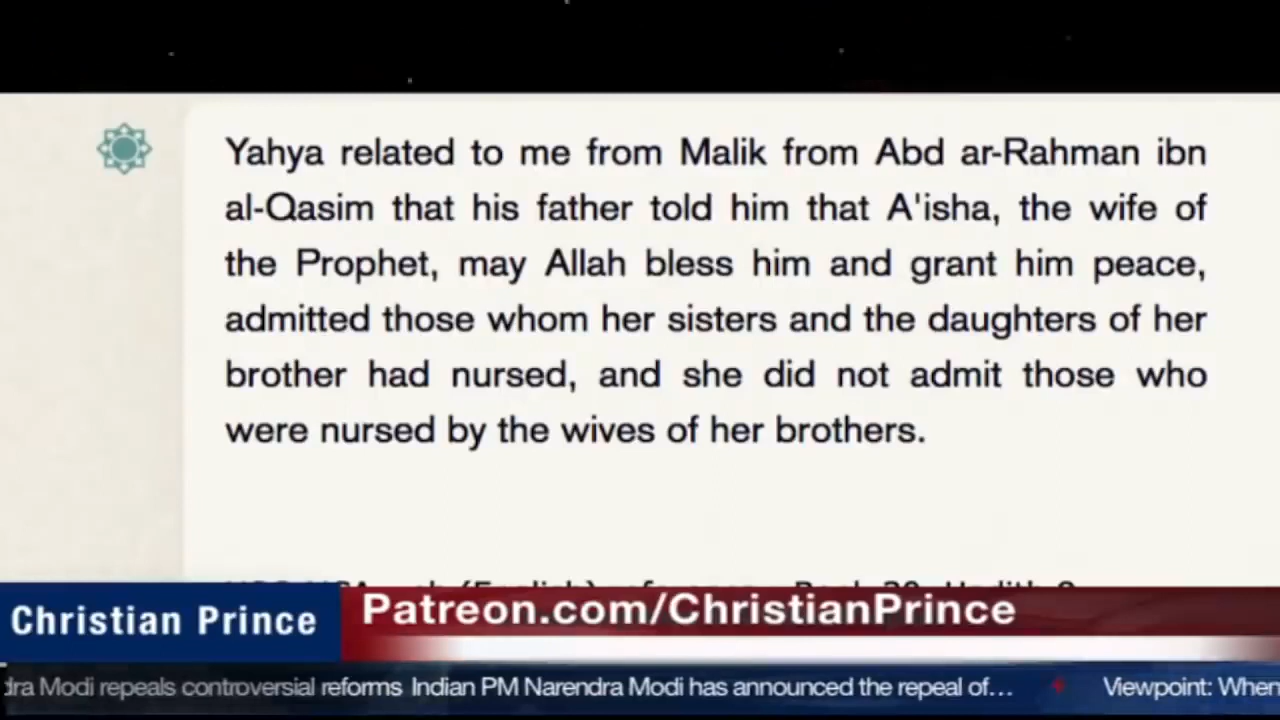 Yahya related to me from Malik from Abd ar-Rahman ibn
al-Qasim that his father told him that A'isha, the wife of
the Prophet, may Allah bless him and grant him peace,
admitted those whom her sisters and the daughters of her
brother had nursed, and she did not admit those who
were nursed by the wives of her brothers.
Christian Prince
Patreon.com/ChristianPrince
dra Modi repeals controversial reforms Indian PM Narendra Modi has announced the repeal of... Viewpoint: When